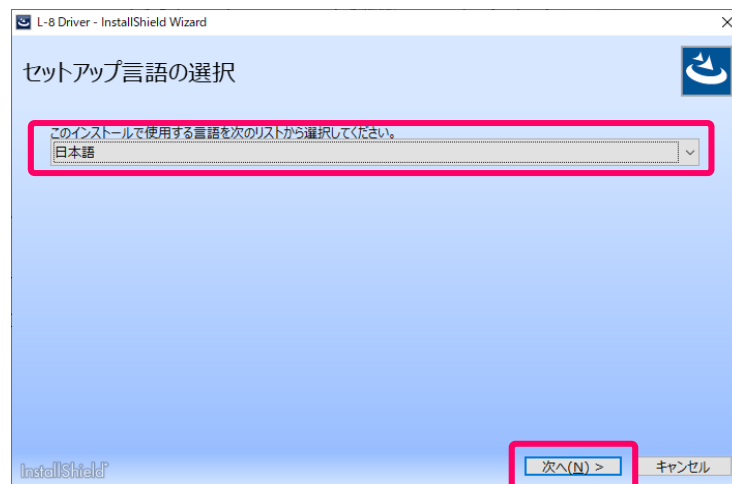 L-8 Driver - InstallShield Wizard
セットアップ言語の選択
このインストールで使用する言語を次のリストから選択してください。
日本語
InstallShield
次へ(N) >
キャンセル